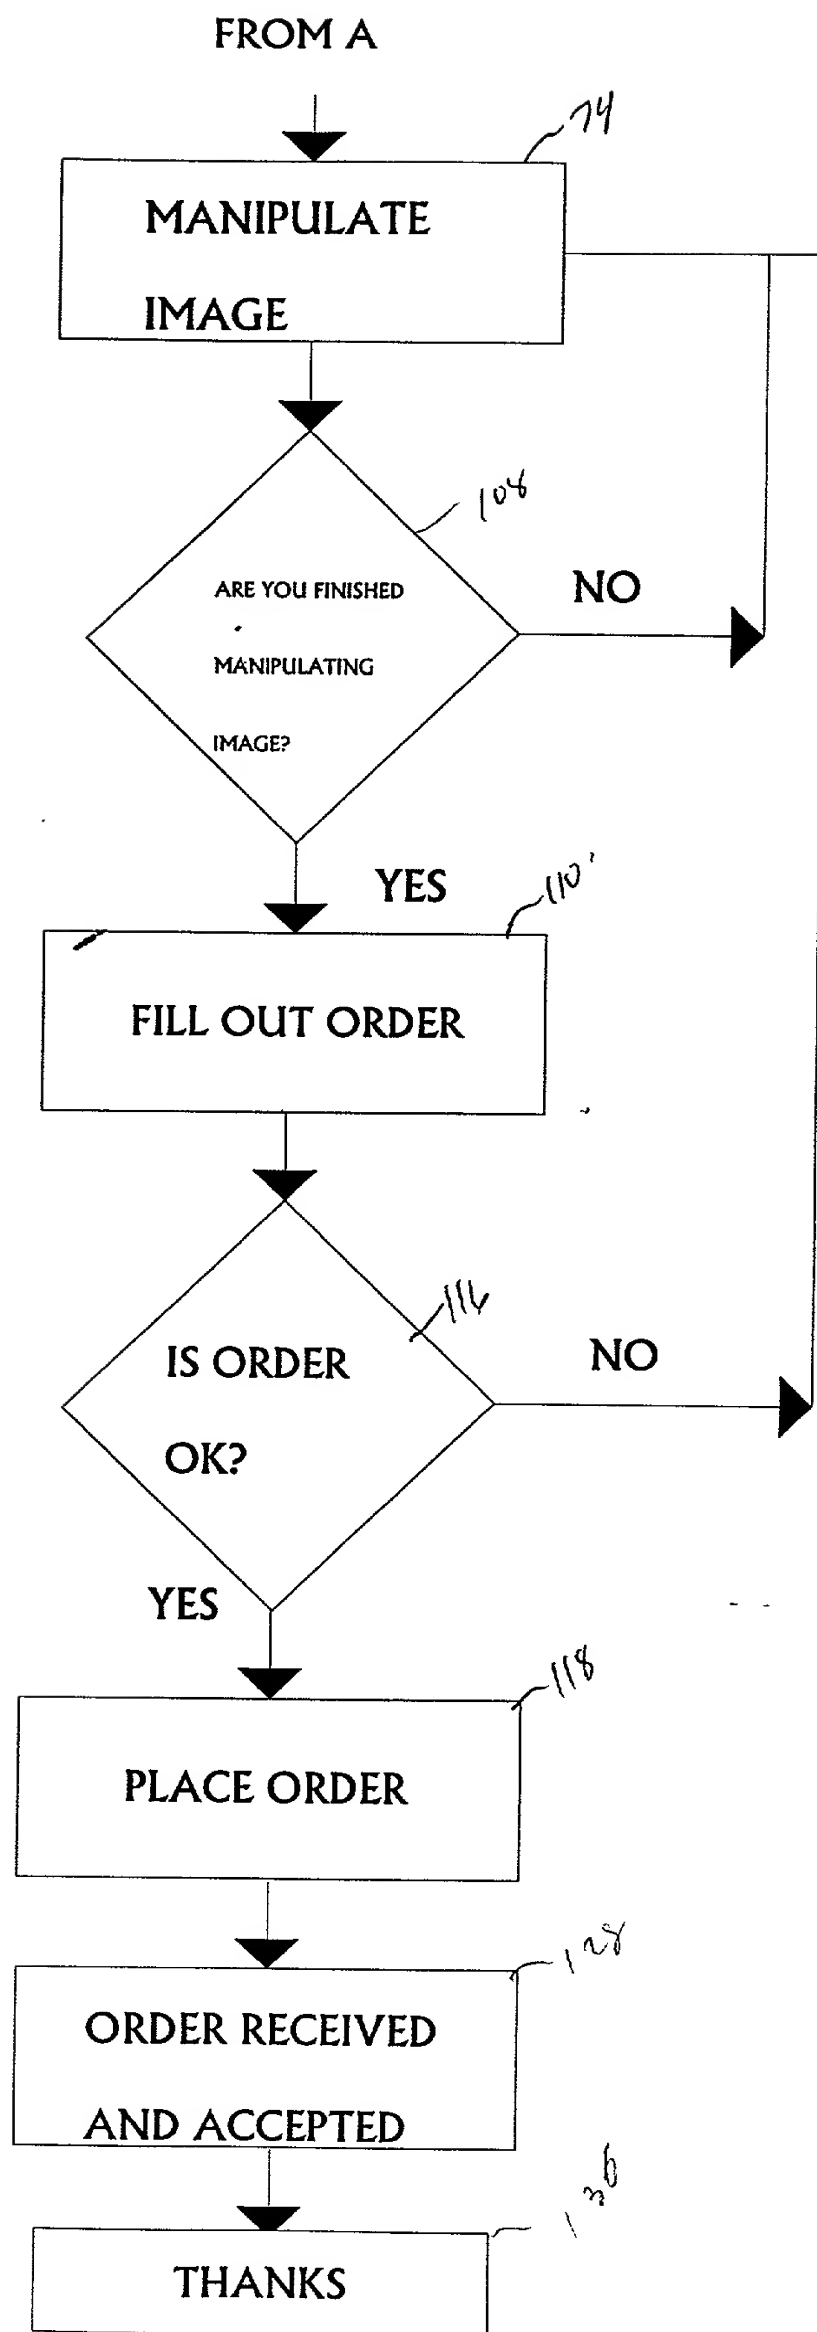 FROM A
74
MANIPULATE
IMAGE
108
ARE YOU FINISHED
NO
MANIPULATING
IMAGE?
YES
110
FILL OUT ORDER
116
IS ORDER
NO
OK?
YES
118
PLACE ORDER
128
ORDER RECEIVED
AND ACCEPTED
130
THANKS